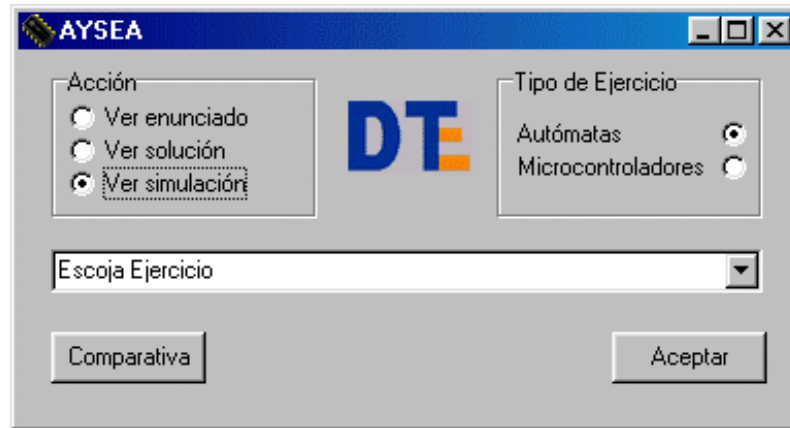 AYSEA
Acción
Ver enunciado
Ver solución
Ver simulación
DTE
Tipo de Ejercicio
Autómatas
Microcontroladores
Escoja Ejercicio
Comparativa
Aceptar